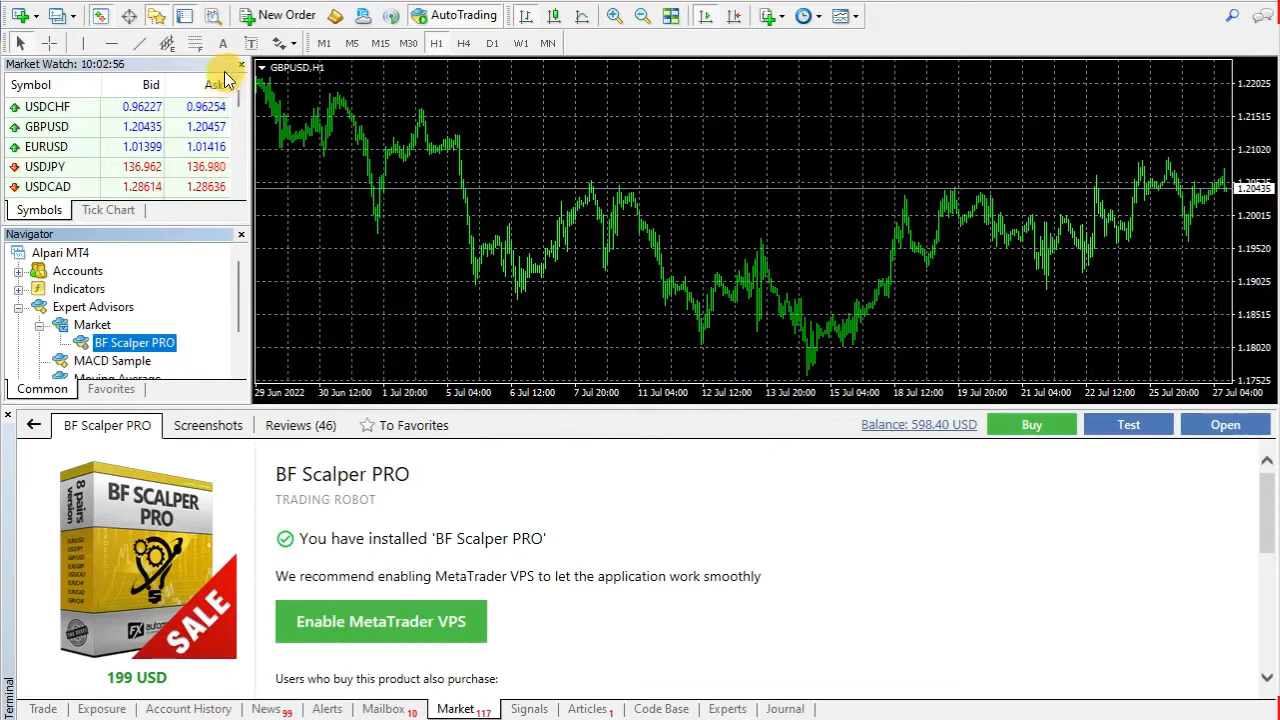 New Order
AutoTrading
A
T
M1 M5 M15 M30 H1 H4 D1 W1 MN
Market Watch: 10:02:56
Symbol Bid Ask
USDCHF 0.96227 0.96254
GBPUSD 1.20435 1.20457
EURUSD 1.01399 1.01416
USDJPY 136.962 136.980
USDCAD 1.28614 1.28636
Symbols Tick Chart
Navigator
Alpari MT4
Accounts
Indicators
Expert Advisors
Market
BF Scalper PRO
MACD Sample
Moving Average
Common Favorites
GBPUSD,H1
1.22025
1.21515
1.21020
1.20525
1.20435
1.20015
1.19520
1.19025
1.18515
1.18020
1.17525
29 Jun 2022 30 Jun 12:00 1 Jul 20:00 5 Jul 04:00 6 Jul 12:00 7 Jul 20:00 11 Jul 04:00 12 Jul 12:00 13 Jul 20:00 15 Jul 04:00 18 Jul 12:00 19 Jul 20:00 21 Jul 04:00 22 Jul 12:00 25 Jul 20:00 27 Jul 04:00
BF Scalper PRO Screenshots Reviews (46) To Favorites Balance: 598.40 USD Buy Test Open
8 pairs
version
BF SCALPER
PRO
SALE
199 USD
BF Scalper PRO
TRADING ROBOT
You have installed 'BF Scalper PRO'
We recommend enabling MetaTrader VPS to let the application work smoothly
Enable MetaTrader VPS
Users who buy this product also purchase:
Terminal
Trade Exposure Account History News 99 Alerts Mailbox 10 Market 117 Signals Articles 1 Code Base Experts Journal